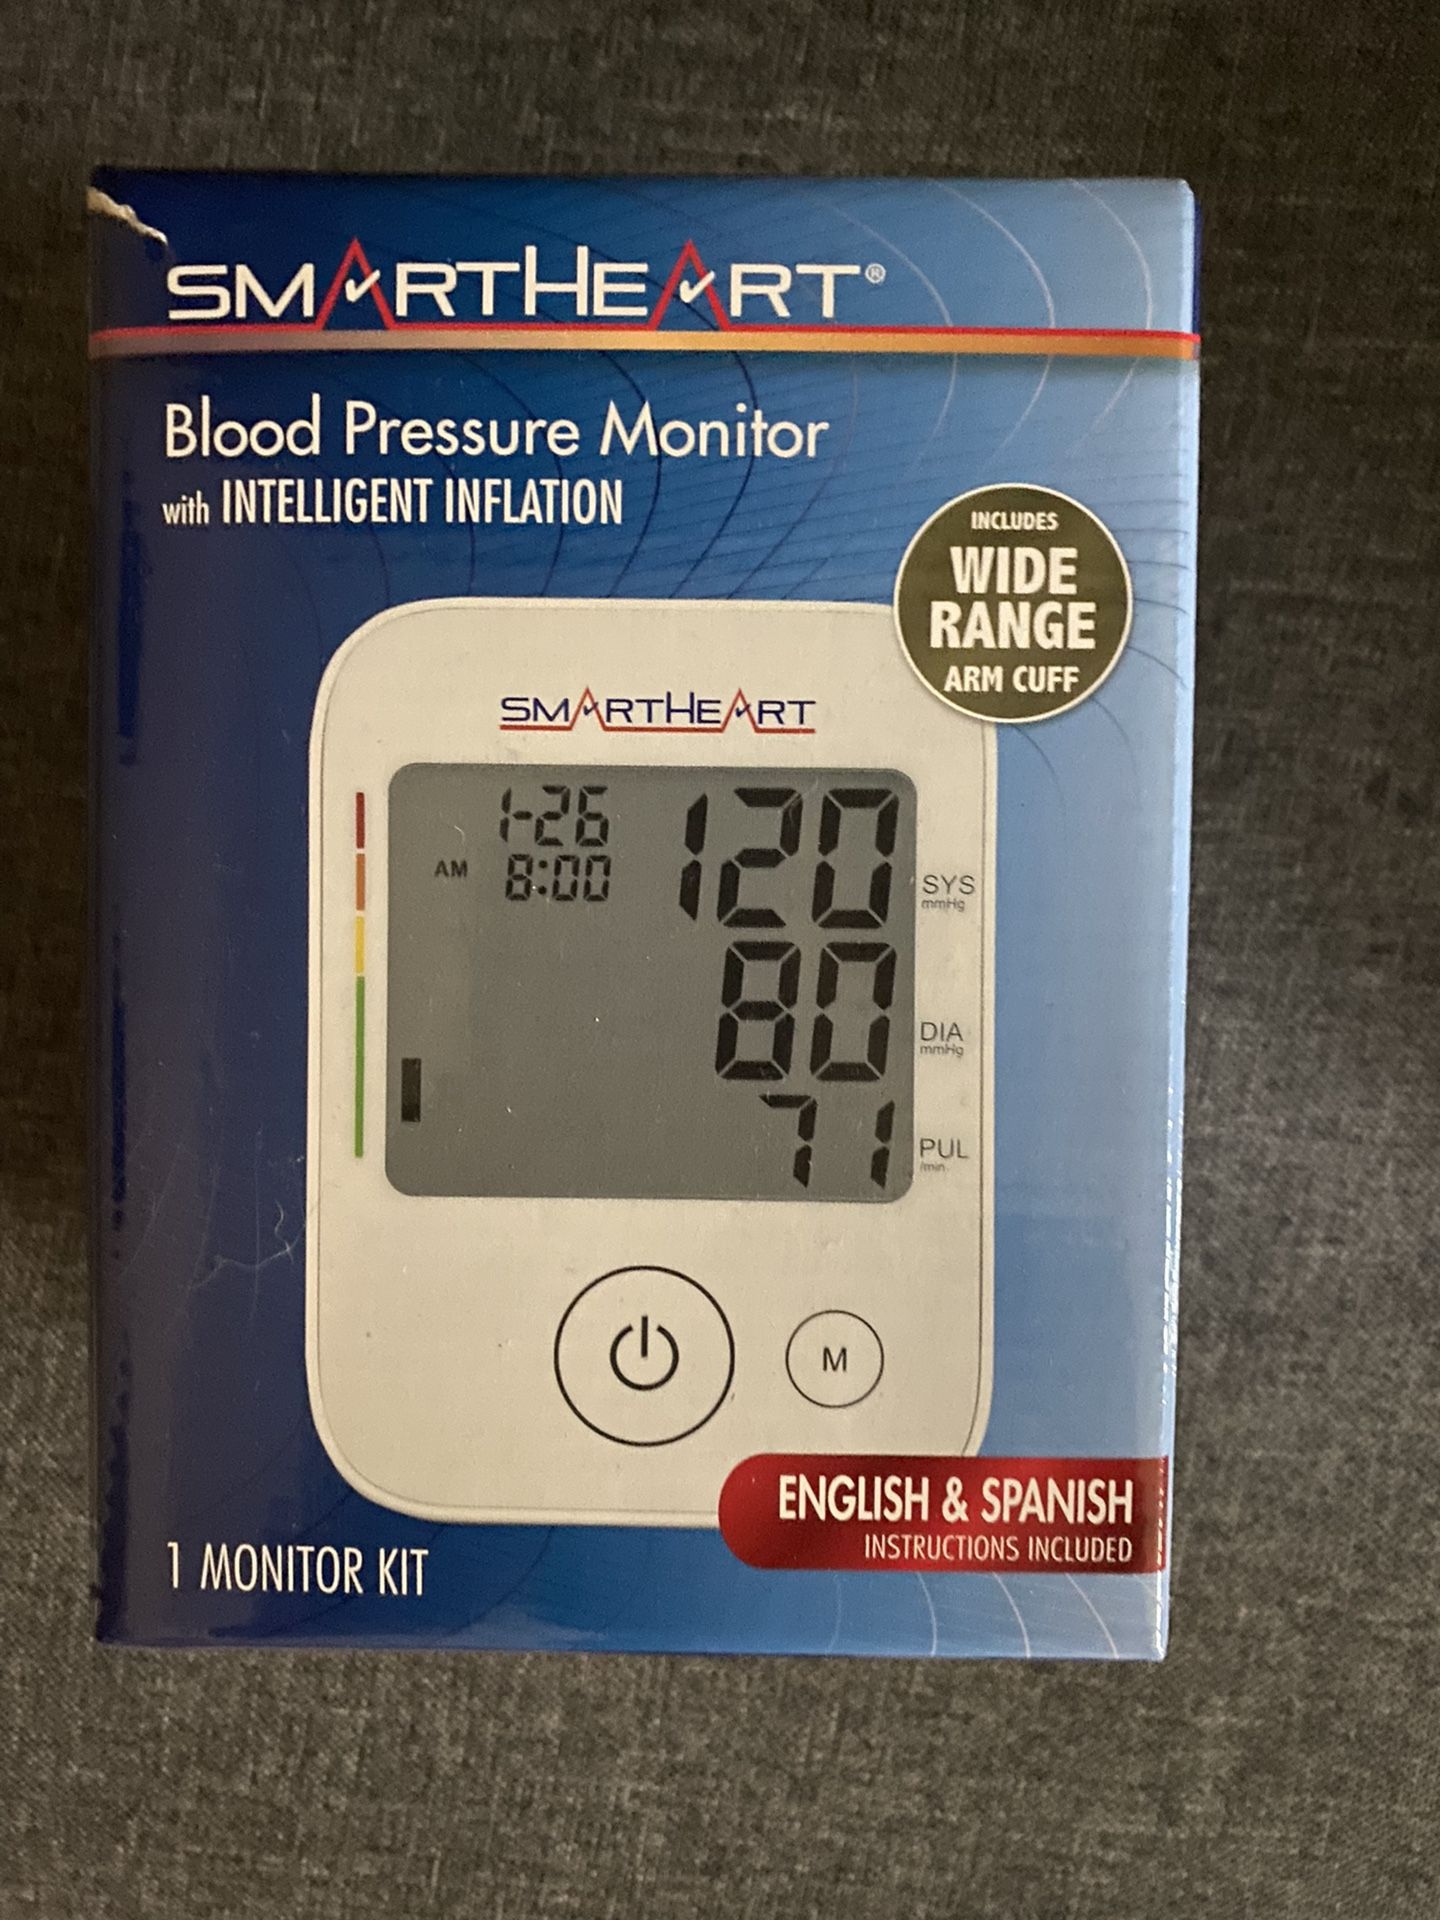 SMARTHEART®
Blood Pressure Monitor
with INTELLIGENT INFLATION
INCLUDES
WIDE
RANGE
ARM CUFF
SMARTHEART
1-26
AM 8:00
120
SYS
mmHg
80
DIA
mmHg
71
PUL
/min
M
ENGLISH & SPANISH
INSTRUCTIONS INCLUDED
1 MONITOR KIT